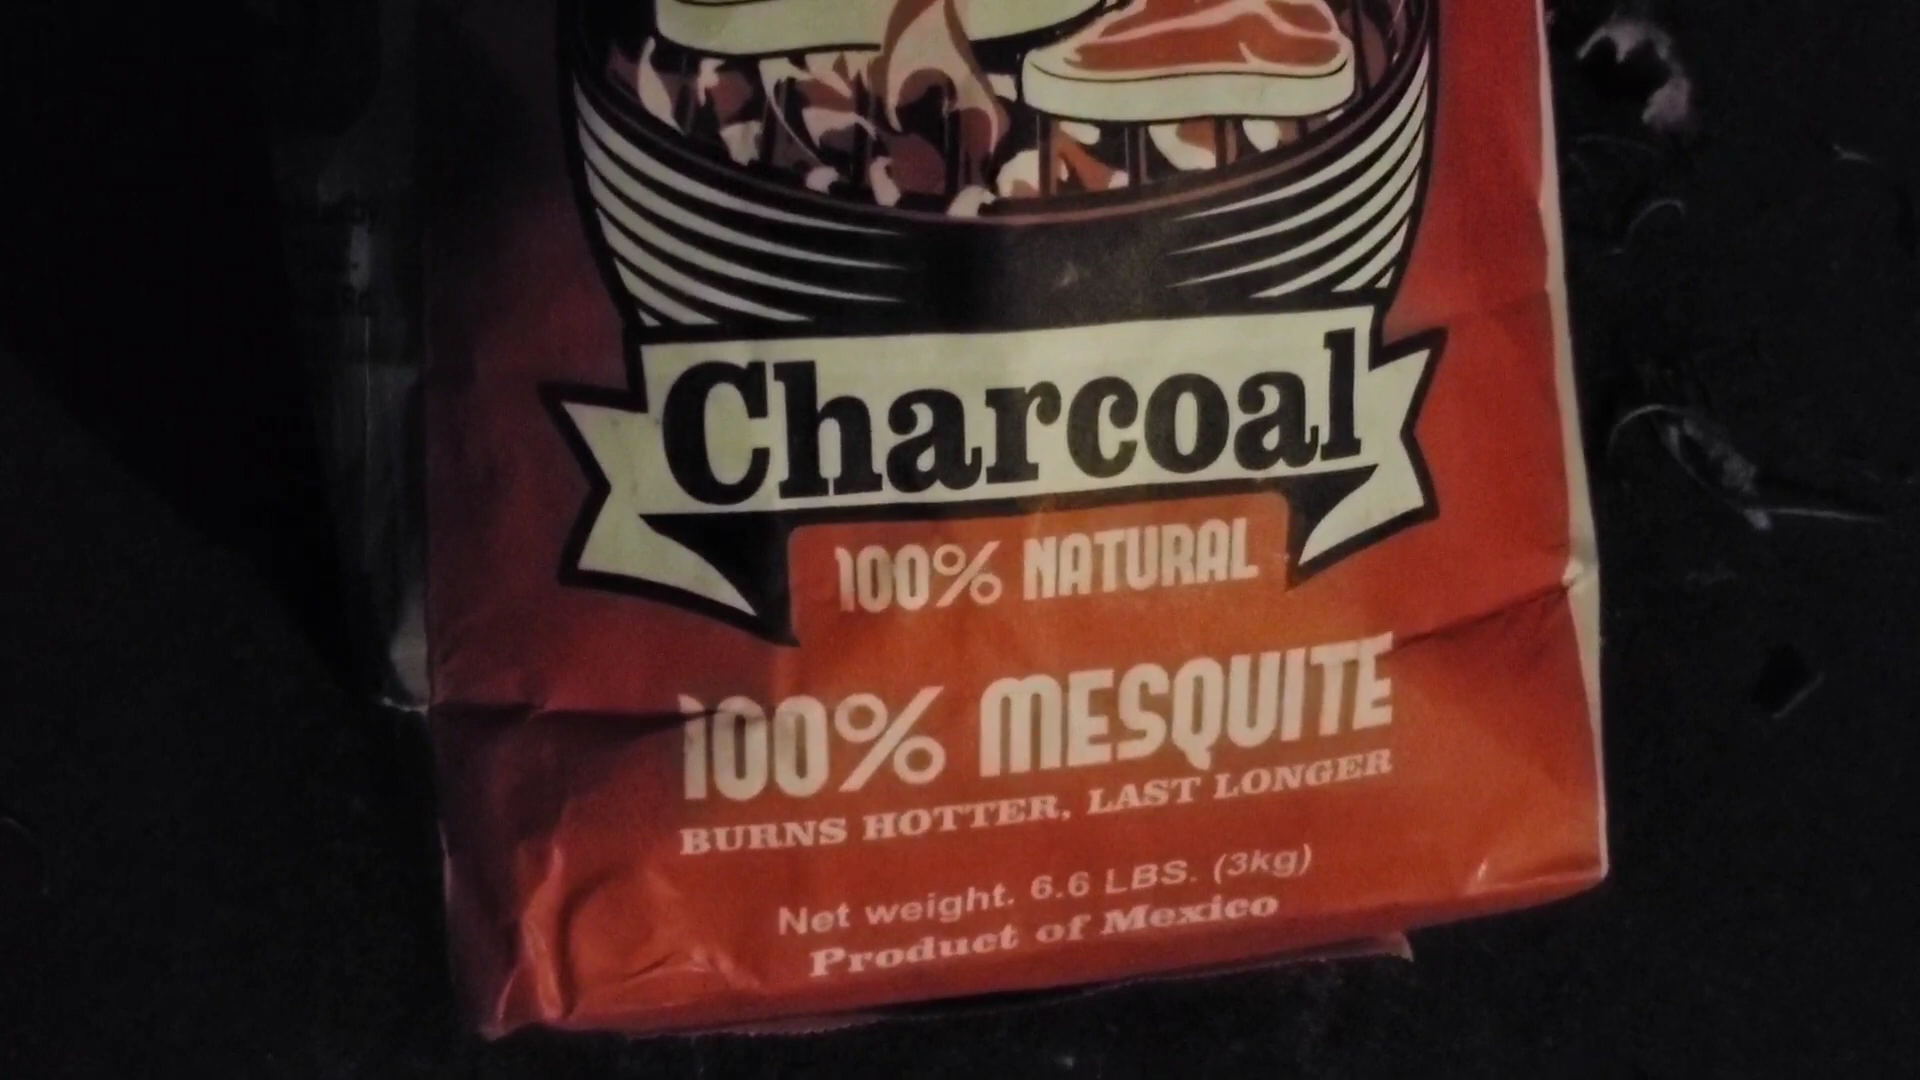 Charcoal
100% NATURAL
100% MESQUITE
BURNS HOTTER, LAST LONGER
Net weight. 6.6 LBS. (3kg)
Product of Mexico